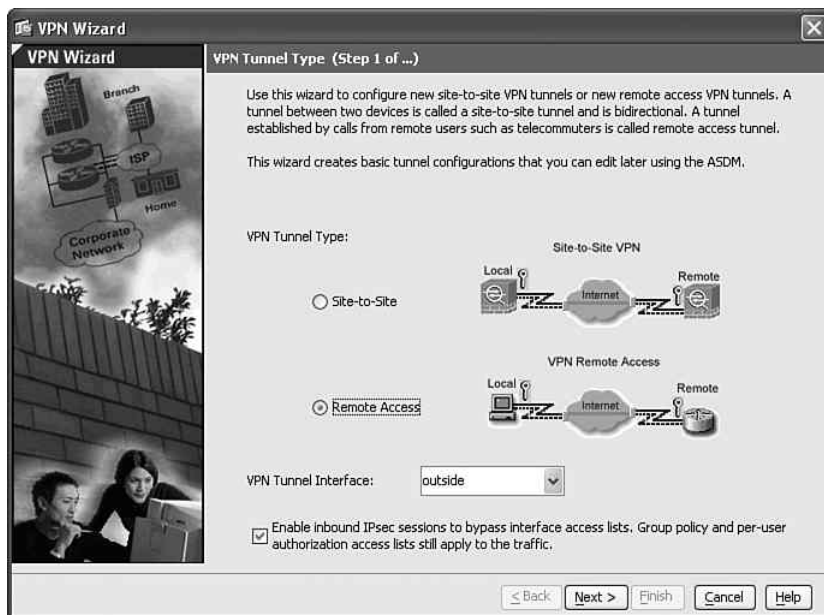 VPN Wizard
VPN Wizard
Branch
ISP
Home
Corporate
Network
VPN Tunnel Type (Step 1 of ...)
Use this wizard to configure new site-to-site VPN tunnels or new remote access VPN tunnels. A
tunnel between two devices is called a site-to-site tunnel and is bidirectional. A tunnel
established by calls from remote users such as telecommuters is called remote access tunnel.
This wizard creates basic tunnel configurations that you can edit later using the ASDM.
VPN Tunnel Type:
Site-to-Site VPN
Local
Remote
Internet
Site-to-Site
VPN Remote Access
Local
Remote
Internet
Remote Access
VPN Tunnel Interface:
outside
Enable inbound IPsec sessions to bypass interface access lists. Group policy and per-user
authorization access lists still apply to the traffic.
< Back
Next >
Finish
Cancel
Help